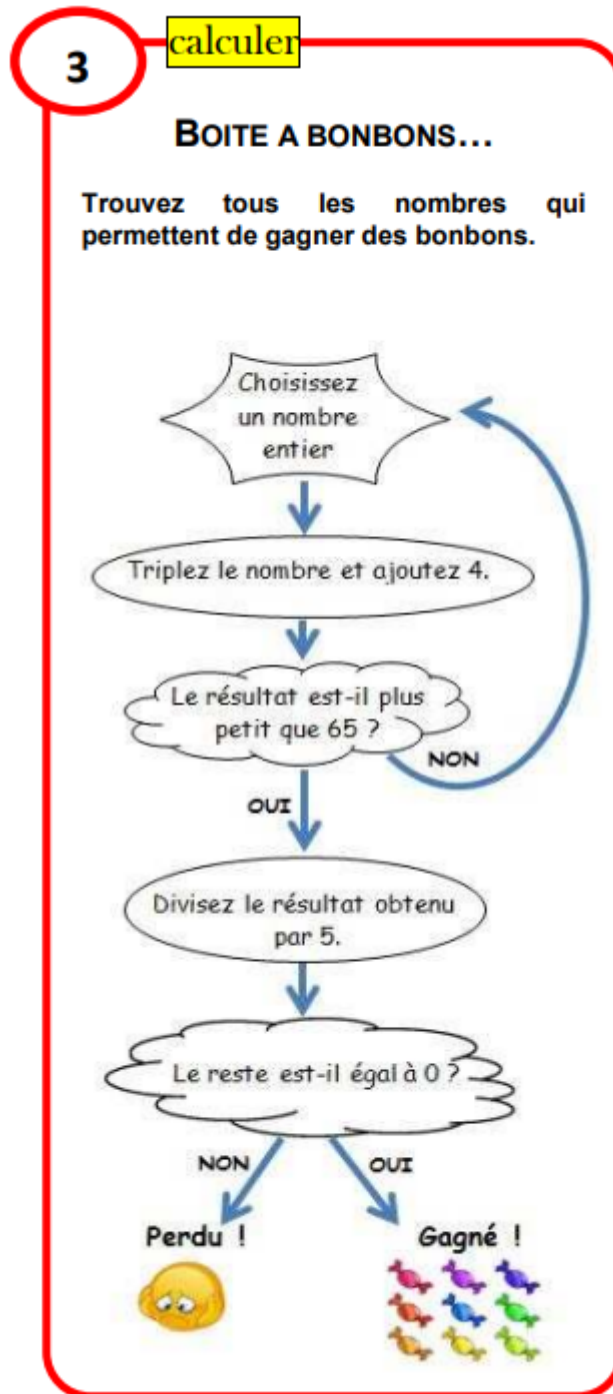 calculer
3
BOITE A BONBONS…
Trouvez tous les nombres qui
permettent de gagner des bonbons.
Choisissez
un nombre
entier
Triplez le nombre et ajoutez 4.
Le résultat est-il plus
petit que 65 ?
NON
OUI
Divisez le résultat obtenu
par 5.
Le reste est-il égal à 0 ?
NON
OUI
Perdu !
Gagné !